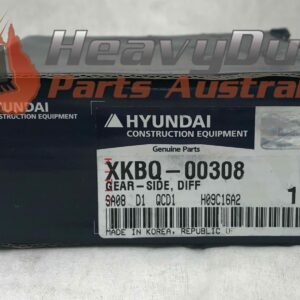 HeavyDu
Parts Austral
HYUNDAI
CONSTRUCTION EQUIPMENT
HYUNDAI
CONSTRUCTION EQUIPMENT
Genuine Parts
XKBQ-00308
GEAR-SIDE, DIFF
SA08 D1 QCD1 H09C16A2
1
MADE IN KOREA, REPUBLIC OF